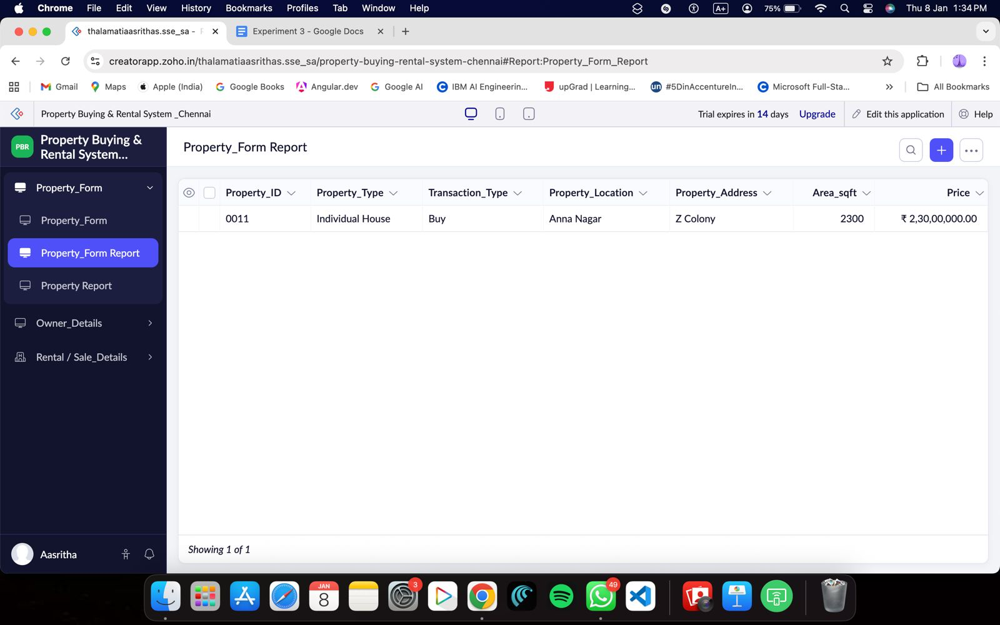 Chrome File Edit View History Bookmarks Profiles Tab Window Help A+ 75% Thu 8 Jan 1:34 PM
thalamatiaasrithas.sse_sa - Experiment 3 - Google Docs
creatorapp.zoho.in/thalamatiaasrithas.sse_sa/property-buying-rental-system-chennai#Report:Property_Form_Report
Gmail Maps Apple (India) Google Books Angular.dev Google AI IBM AI Engineerin... upGrad | Learning... un #5DinAccentureIn... Microsoft Full-Sta... All Bookmarks
Property Buying & Rental System _Chennai Trial expires in 14 days Upgrade Edit this application Help
PBR Property Buying &
Rental System...
Property_Form Report
Property_Form
Property_Form
Property_Form Report
Property Report
Owner_Details
Rental / Sale_Details
Property_ID Property_Type Transaction_Type Property_Location Property_Address Area_sqft Price
0011 Individual House Buy Anna Nagar Z Colony 2300 ₹ 2,30,00,000.00
Showing 1 of 1
Aasritha
JAN
8
3
49